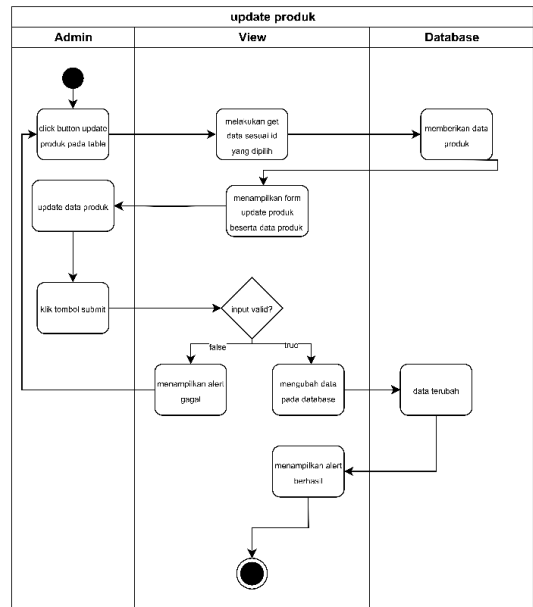 update produk
Admin
View
Database
click button update
produk pada table
melakukan get
data sesuai id
yang dipilih
memberikan data
produk
menampilkan form
update produk
beserta data produk
update data produk
klik tombol submit
input valid?
false
true
menampilkan alert
gagal
mengubah data
pada database
data terubah
menampilkan alert
berhasil